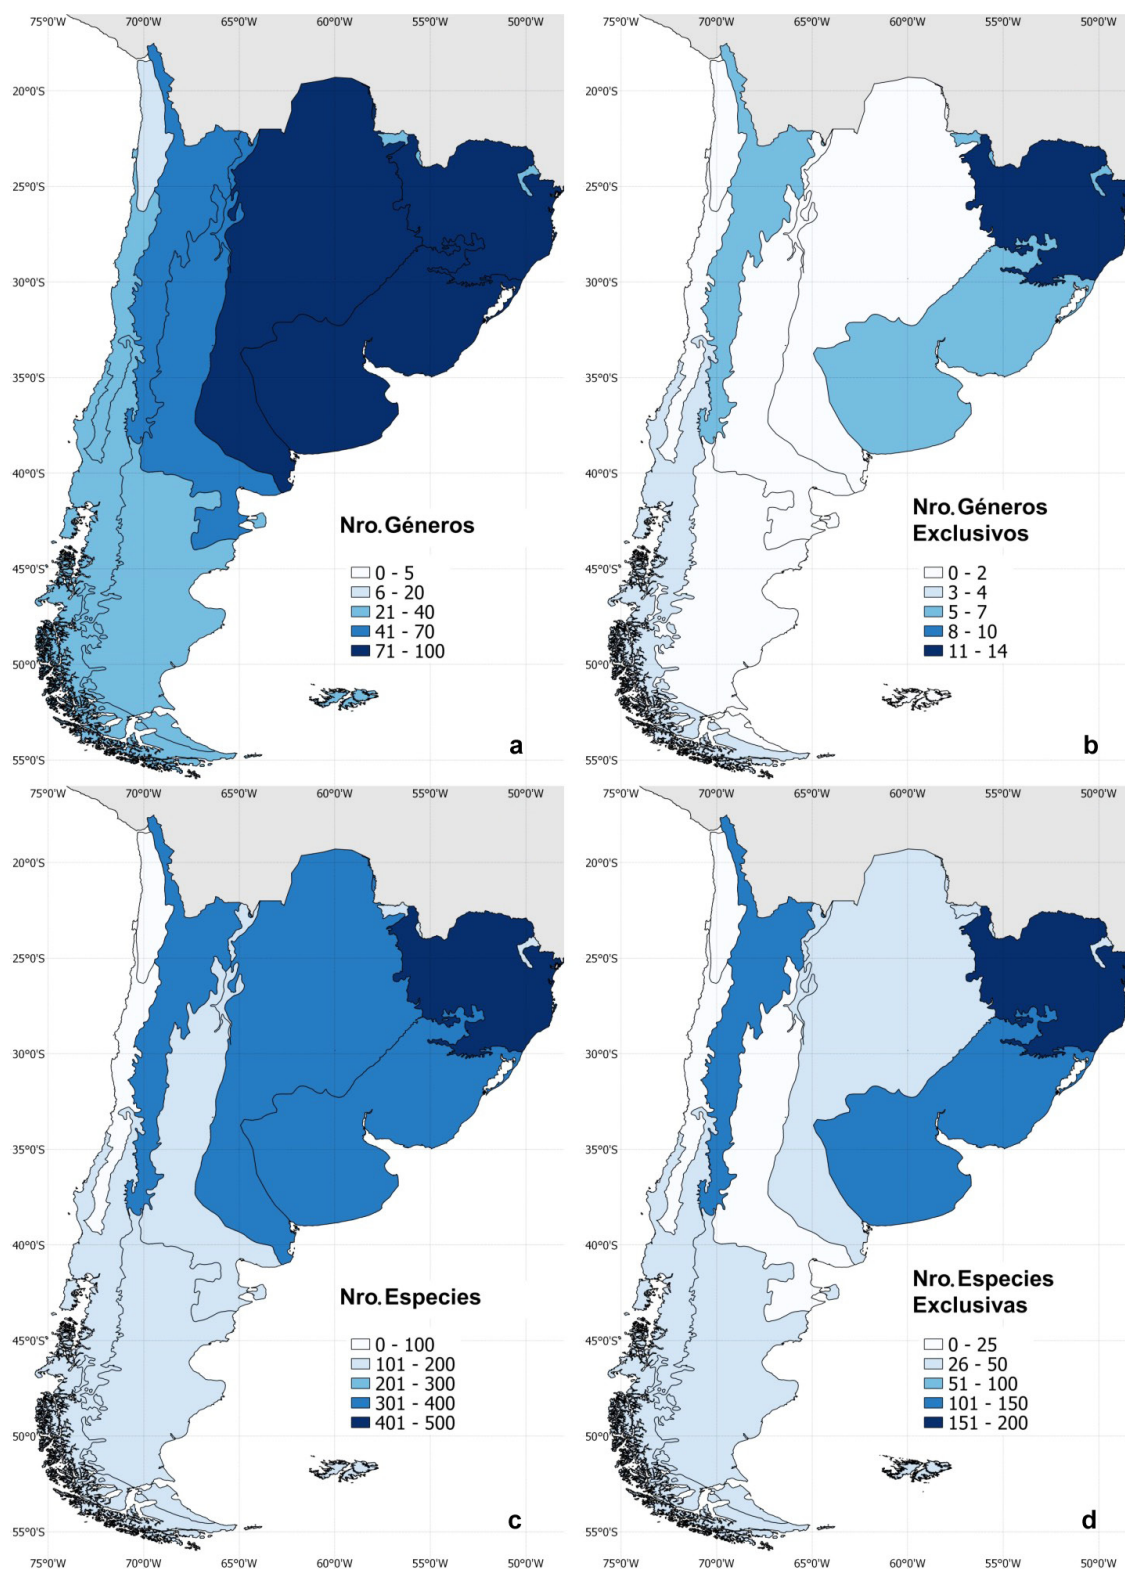 75°0'W 70°0'W 65°0'W 60°0'W 55°0'W 50°0'W
20°0'S
25°0'S
30°0'S
35°0'S
40°0'S
45°0'S
50°0'S
55°0'S
Nro. Géneros
0 - 5
6 - 20
21 - 40
41 - 70
71 - 100
a
75°0'W 70°0'W 65°0'W 60°0'W 55°0'W 50°0'W
20°0'S
25°0'S
30°0'S
35°0'S
40°0'S
45°0'S
50°0'S
55°0'S
Nro. Géneros
Exclusivos
0 - 2
3 - 4
5 - 7
8 - 10
11 - 14
b
75°0'W 70°0'W 65°0'W 60°0'W 55°0'W 50°0'W
20°0'S
25°0'S
30°0'S
35°0'S
40°0'S
45°0'S
50°0'S
55°0'S
Nro. Especies
0 - 100
101 - 200
201 - 300
301 - 400
401 - 500
c
75°0'W 70°0'W 65°0'W 60°0'W 55°0'W 50°0'W
75°0'W 70°0'W 65°0'W 60°0'W 55°0'W 50°0'W
20°0'S
25°0'S
30°0'S
35°0'S
40°0'S
45°0'S
50°0'S
55°0'S
Nro. Especies
Exclusivas
0 - 25
26 - 50
51 - 100
101 - 150
151 - 200
d
75°0'W 70°0'W 65°0'W 60°0'W 55°0'W 50°0'W